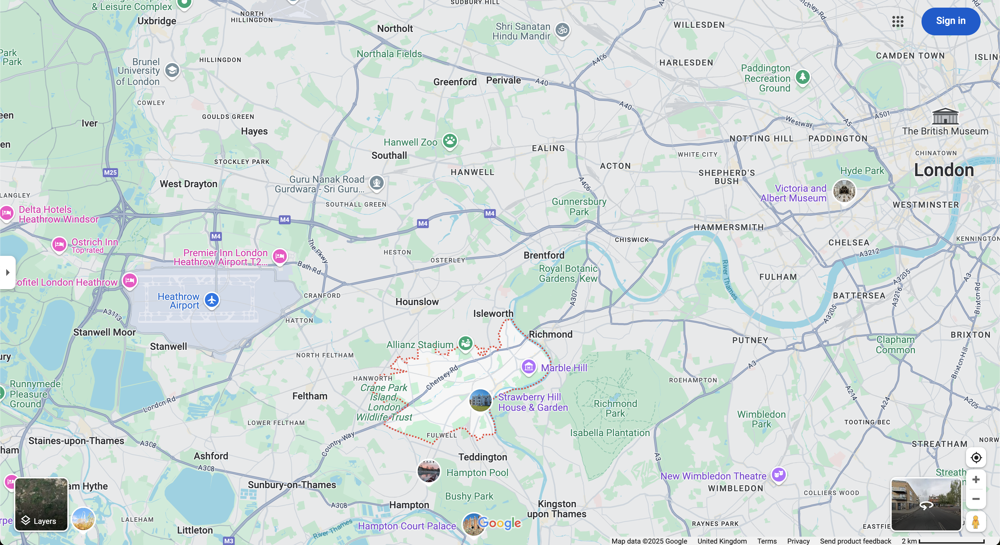 & Leisure Complex
Uxbridge
NORTH
HILLINGDON
SUDBURY HILL
Northolt
Shri Sanatan
Hindu Mandir
WILLESDEN
Sign in
Northala Fields
A406
HARLESDEN
CAMDEN TOWN
Park
Park
Brunel
University
of London
HILLINGDON
Paddington
Recreation
Ground
Greenford
Perivale
A40
COWLEY
A40
Iver
GOULDS GREEN
Hayes
Westway
A5
A501
The British Museum
Hanwell Zoo
Southall
EALING
NOTTING HILL
PADDINGTON
WHITE CITY
CHINATOWN
STOCKLEY PARK
HANWELL
ACTON
SHEPHERD'S
BUSH
Hyde Park
London
M25
West Drayton
Guru Nanak Road
Gurdwara - Sri Guru...
A406
Victoria and
Albert Museum
LANGLEY
SOUTHALL GREEN
Gunnersbury
Park
WESTMINSTER
Delta Hotels
Heathrow Windsor
M4
M4
M4
M4
HAMMERSMITH
Ostrich Inn
Top rated
The Pkwy
CHISWICK
KENNINGTON
CHELSEA
A3212
Premier Inn London
Heathrow Airport T2...
HESTON
OSTERLEY
Brentford
Bath Rd
Royal Botanic
Gardens, Kew
River Thames
FULHAM
A3205
A3
ofitel London Heathrow
Heathrow
Airport
CRANFORD
Hounslow
A307
BATTERSEA
A3216
Brixton Rd
A3113
HATTON
Isleworth
A3205
Stanwell Moor
Stanwell
Richmond
PUTNEY
Clapham
Common
BRIXTON
Allianz Stadium
NORTH FELTHAM
Chertsey Rd
Marble Hill
A3
Brixton Hill
HANWORTH
ROEHAMPTON
Runnymede
Pleasure
Ground
Crane Park
Island,
London
Wildlife Trust
Feltham
London Rd
Strawberry Hill
House & Garden
Richmond
Park
A214
A24
A205
Wimbledon
Park
LOWER FELTHAM
TOOTING BEC
Isabella Plantation
FULWELL
Staines-upon-Thames
A308
Country Way
STREATHAM
NORW
ham
Ashford
Teddington
A3
A308
Hampton Pool
New Wimbledon Theatre
WIMBLEDON
Streath
am Hythe
Sunbury-on-Thames
Bushy Park
COLLIERS WOOD
A308
Hampton
Kingston
upon Thames
Layers
LALEHAM
Littleton
River Thames
Hampton Court Palace
Google
RAYNES PARK
EASTFIE
M3
Map data ©2025 Google United Kingdom Terms Privacy Send product feedback 2 km